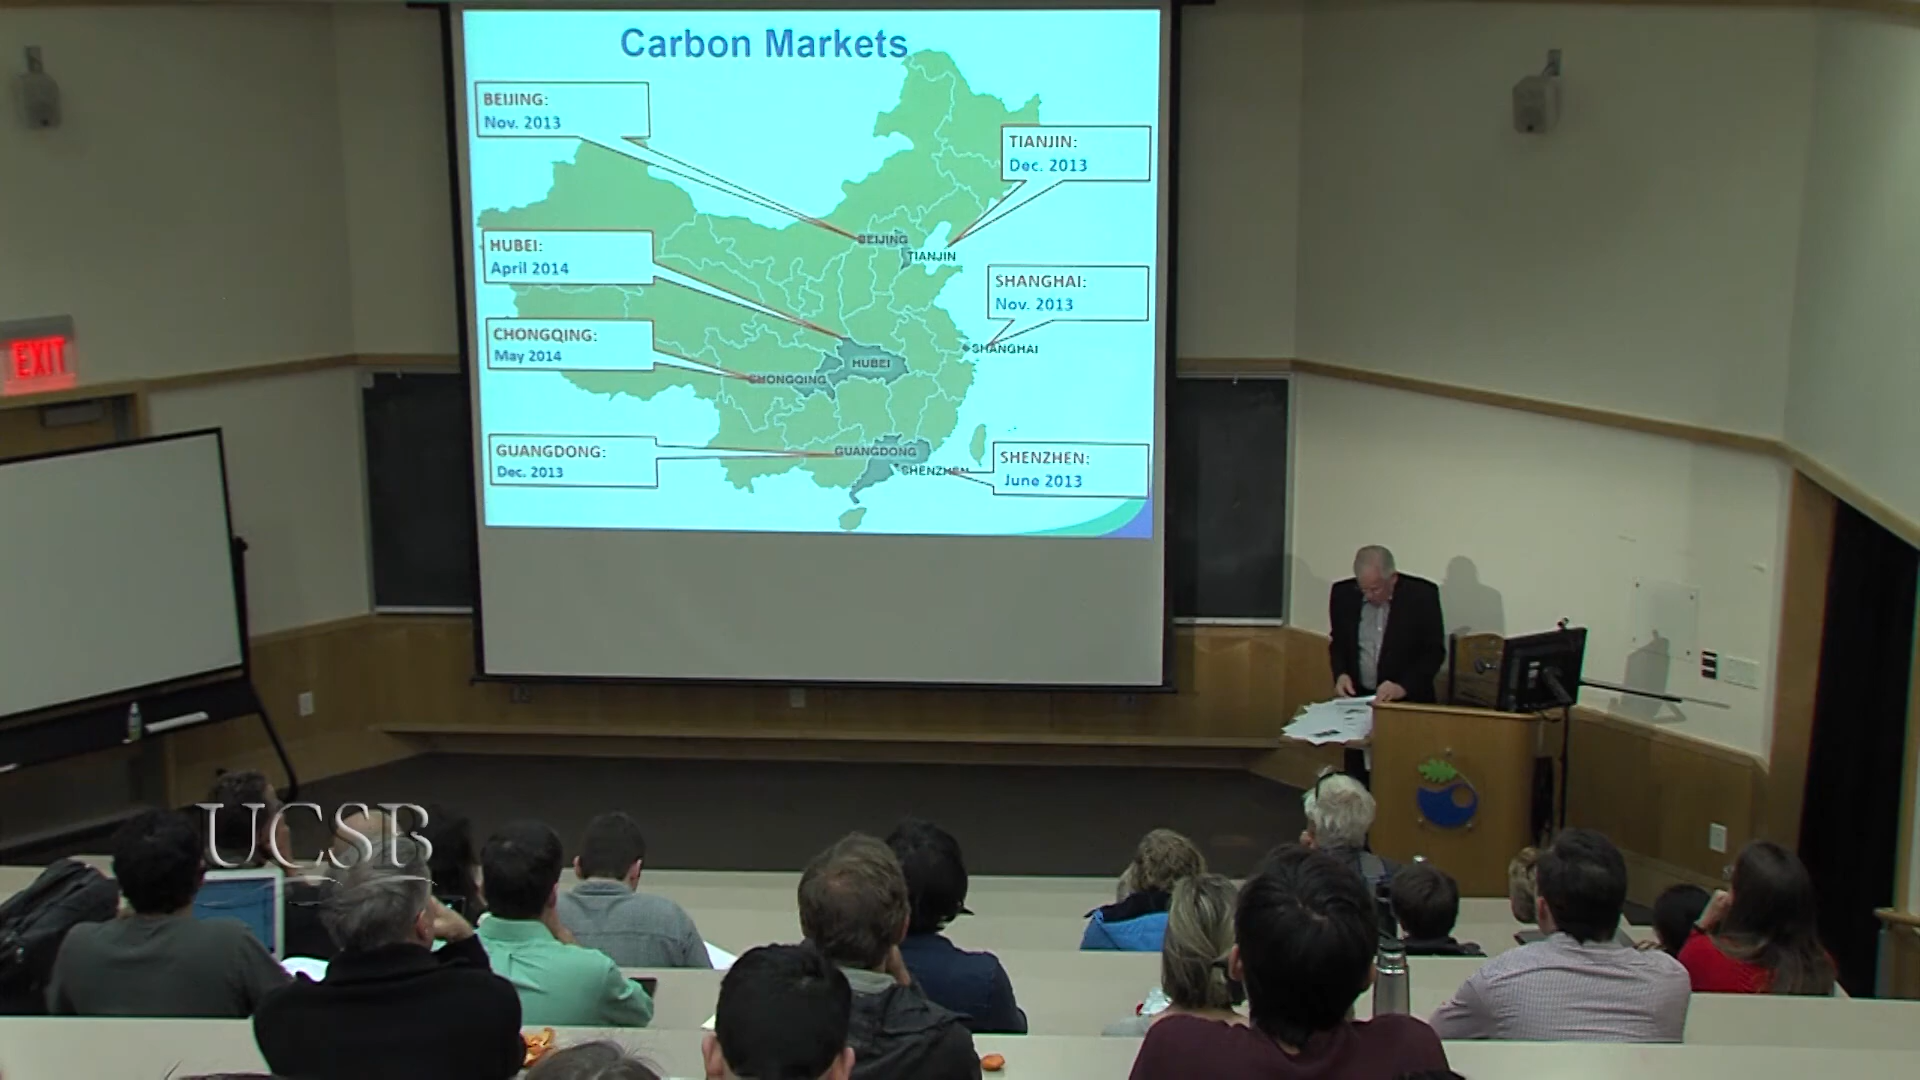 Carbon Markets
BEIJING:
Nov. 2013
TIANJIN:
Dec. 2013
HUBEI:
April 2014
SHANGHAI:
Nov. 2013
CHONGQING:
May 2014
GUANGDONG:
Dec. 2013
SHENZHEN:
June 2013
BEIJING
TIANJIN
SHANGHAI
HUBEI
CHONGQING
GUANGDONG
SHENZHEN
EXIT
UCSB